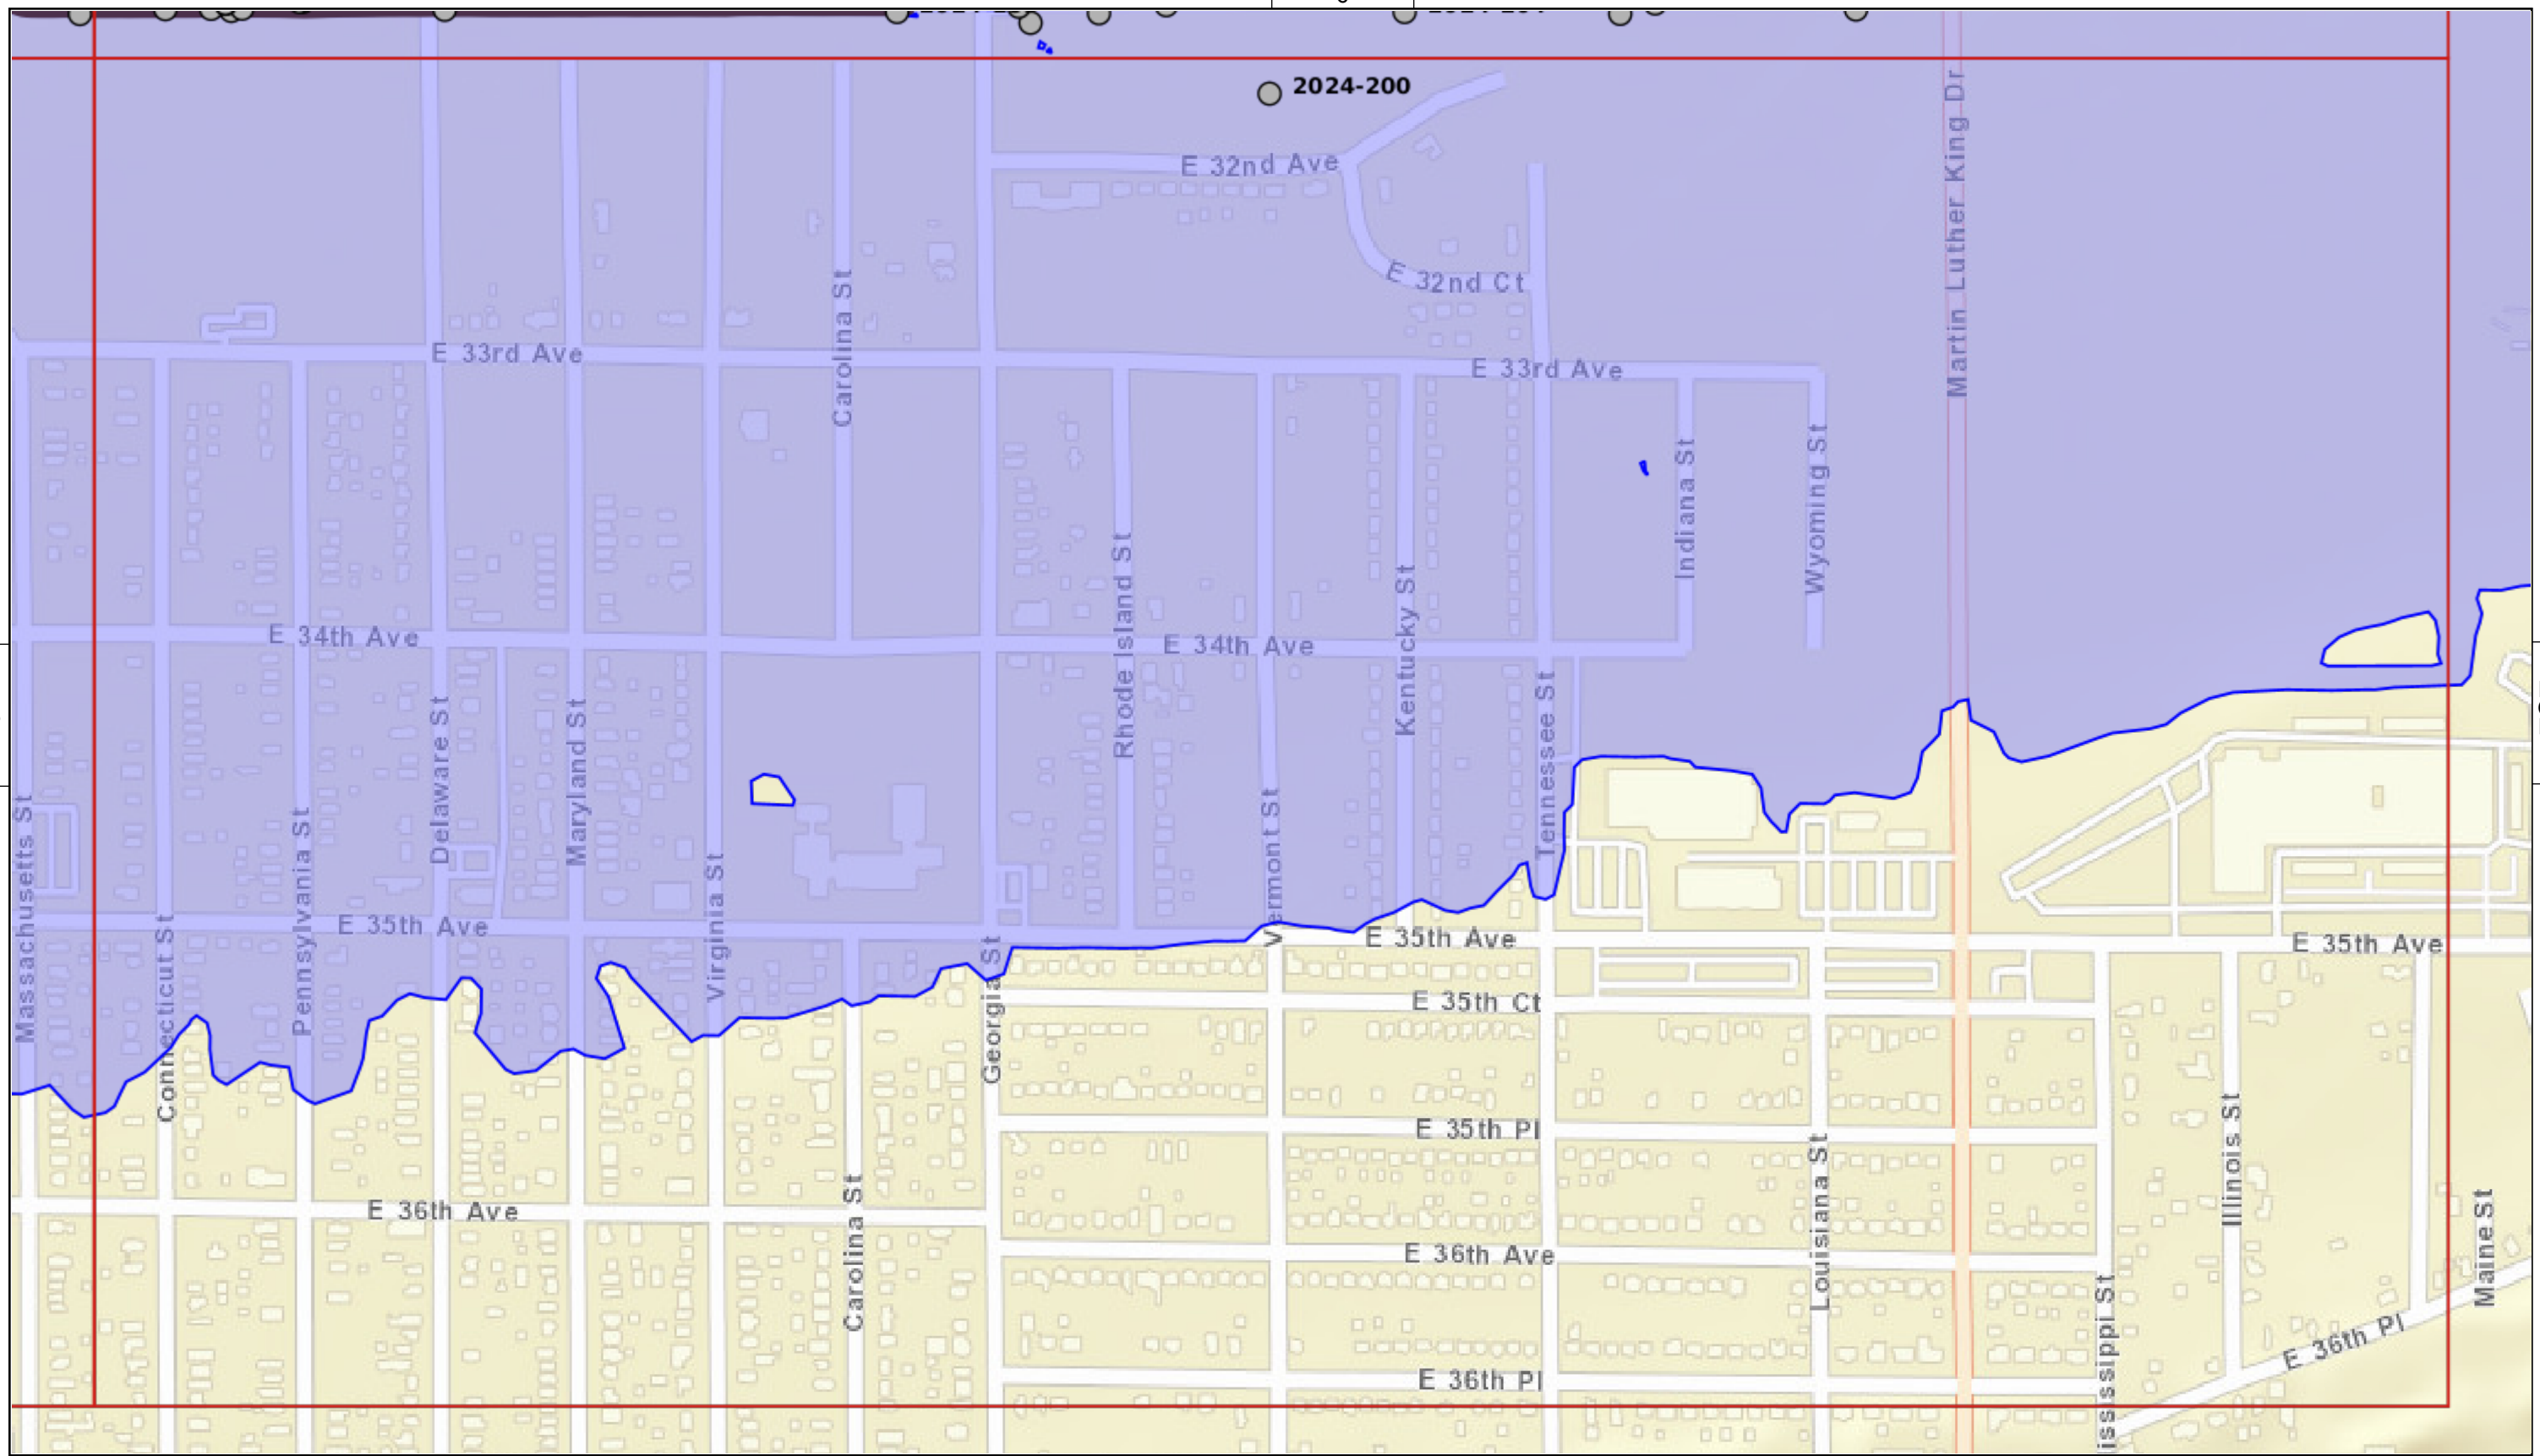 2024-200
E 32nd Ave
Martin Luther King Dr
E 32nd Ct
Carolina St
E 33rd Ave
E 33rd Ave
Indiana St
Wyoming St
Rhode Island St
Kentucky St
E 34th Ave
E 34th Ave
Delaware St
Maryland St
Tennessee St
Massachusetts St
Pennsylvania St
Vermont St
Virginia St
Connecticut St
E 35th Ave
E 35th Ave
E 35th Ave
Georgia St
E 35th Ct
E 35th Pl
Illinois St
Louisiana St
Carolina St
E 36th Ave
Maine St
E 36th Ave
ississippi St
E 36th Pl
E 36th Pl